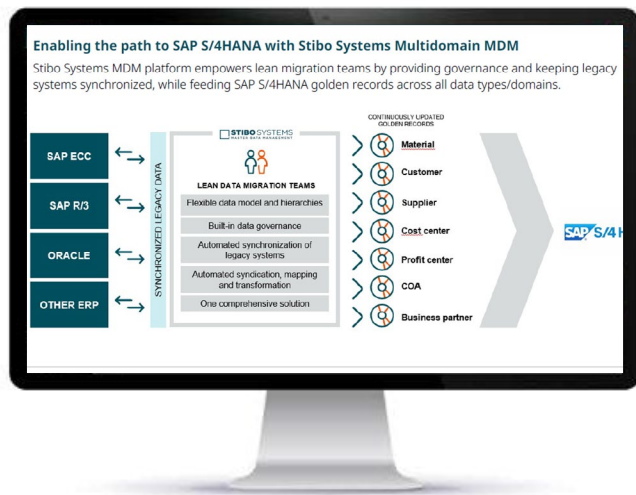 Enabling the path to SAP S/4HANA with Stibo Systems Multidomain MDM
Stibo Systems MDM platform empowers lean migration teams by providing governance and keeping legacy
systems synchronized, while feeding SAP S/4HANA golden records across all data types/domains.
SAP ECC
SAP R/3
ORACLE
OTHER ERP
SYNCHRONIZED LEGACY DATA
STIBOSYSTEMS
MASTER DATA MANAGEMENT
LEAN DATA MIGRATION TEAMS
Flexible data model and hierarchies
Built-in data governance
Automated synchronization of
legacy systems
Automated syndication, mapping
and transformation
One comprehensive solution
CONTINUOUSLY UPDATED
GOLDEN RECORDS
Material
Customer
Supplier
Cost center
Profit center
COA
Business partner
SAP S/4H